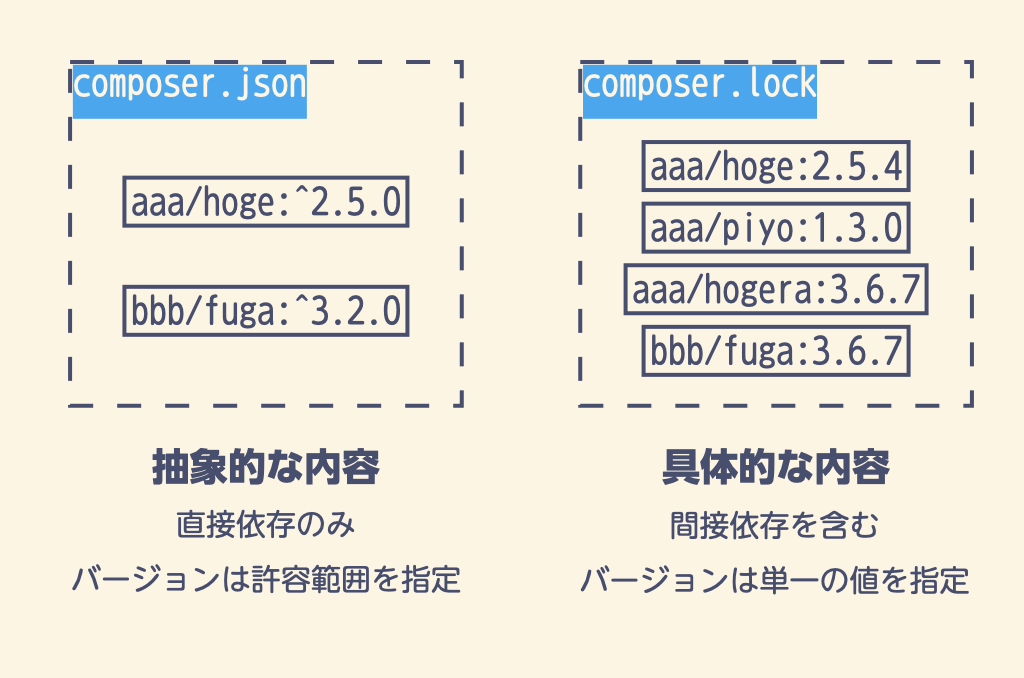 composer.json
aaa/hoge:^2.5.0
bbb/fuga:^3.2.0
抽象的な内容
直接依存のみ
バージョンは許容範囲を指定
composer.lock
aaa/hoge:2.5.4
aaa/piyo:1.3.0
aaa/hogera:3.6.7
bbb/fuga:3.6.7
具体的な内容
間接依存を含む
バージョンは単一の値を指定